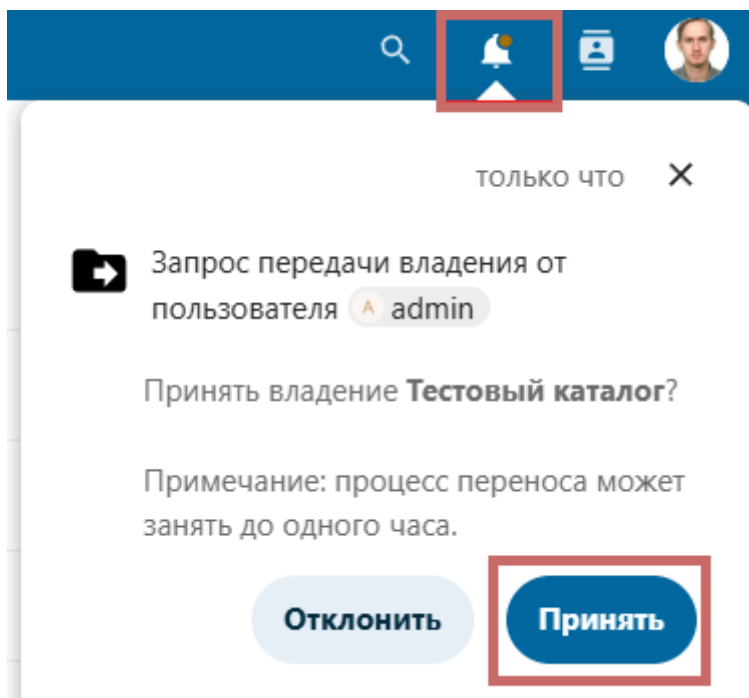 только что
Запрос передачи владения от
пользователя A admin
Принять владение Тестовый каталог?
Примечание: процесс переноса может
занять до одного часа.
Отклонить Принять